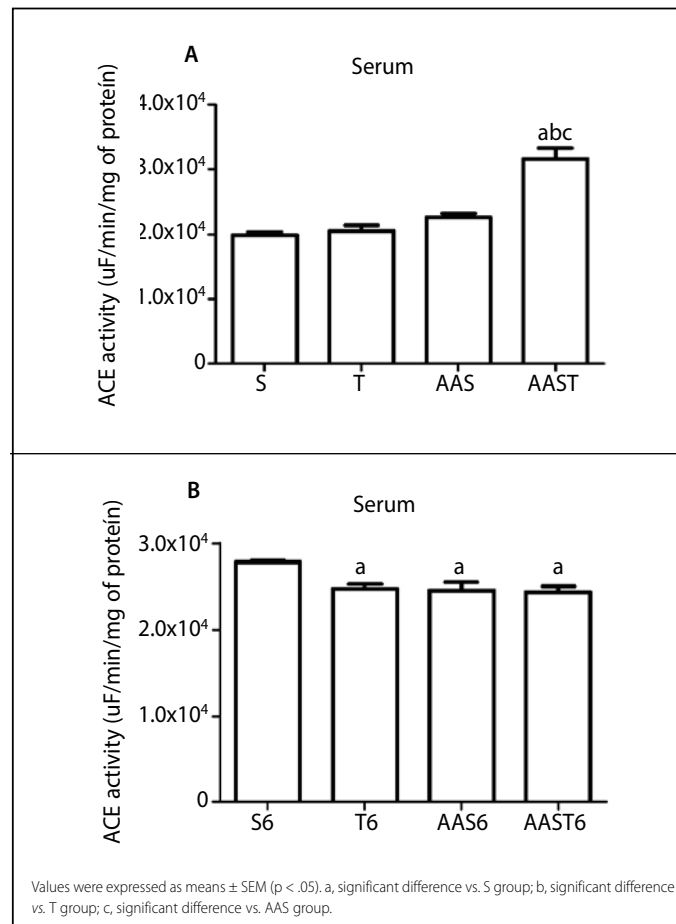 A
Serum
ACE activity (uF/min/mg of proteín)
4.0x10⁴
3.0x10⁴
2.0x10⁴
1.0x10⁴
0
abc
S T AAS AAST
B
Serum
ACE activity (uF/min/mg of proteín)
3.0x10⁴
2.0x10⁴
1.0x10⁴
0
a a a
S6 T6 AAS6 AAST6
Values were expressed as means ± SEM (p < .05). a, significant difference vs. S group; b, significant difference
vs. T group; c, significant difference vs. AAS group.